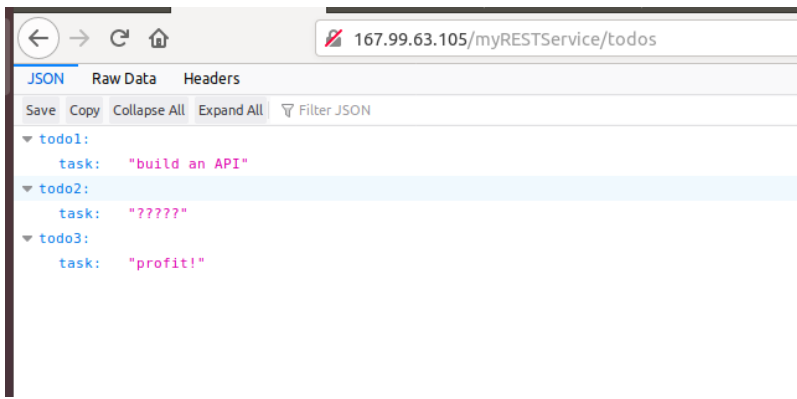 167.99.63.105/myRESTService/todos
JSON Raw Data Headers
Save Copy Collapse All Expand All Filter JSON
todo1:
task: "build an API"
todo2:
task: "?????"
todo3:
task: "profit!"